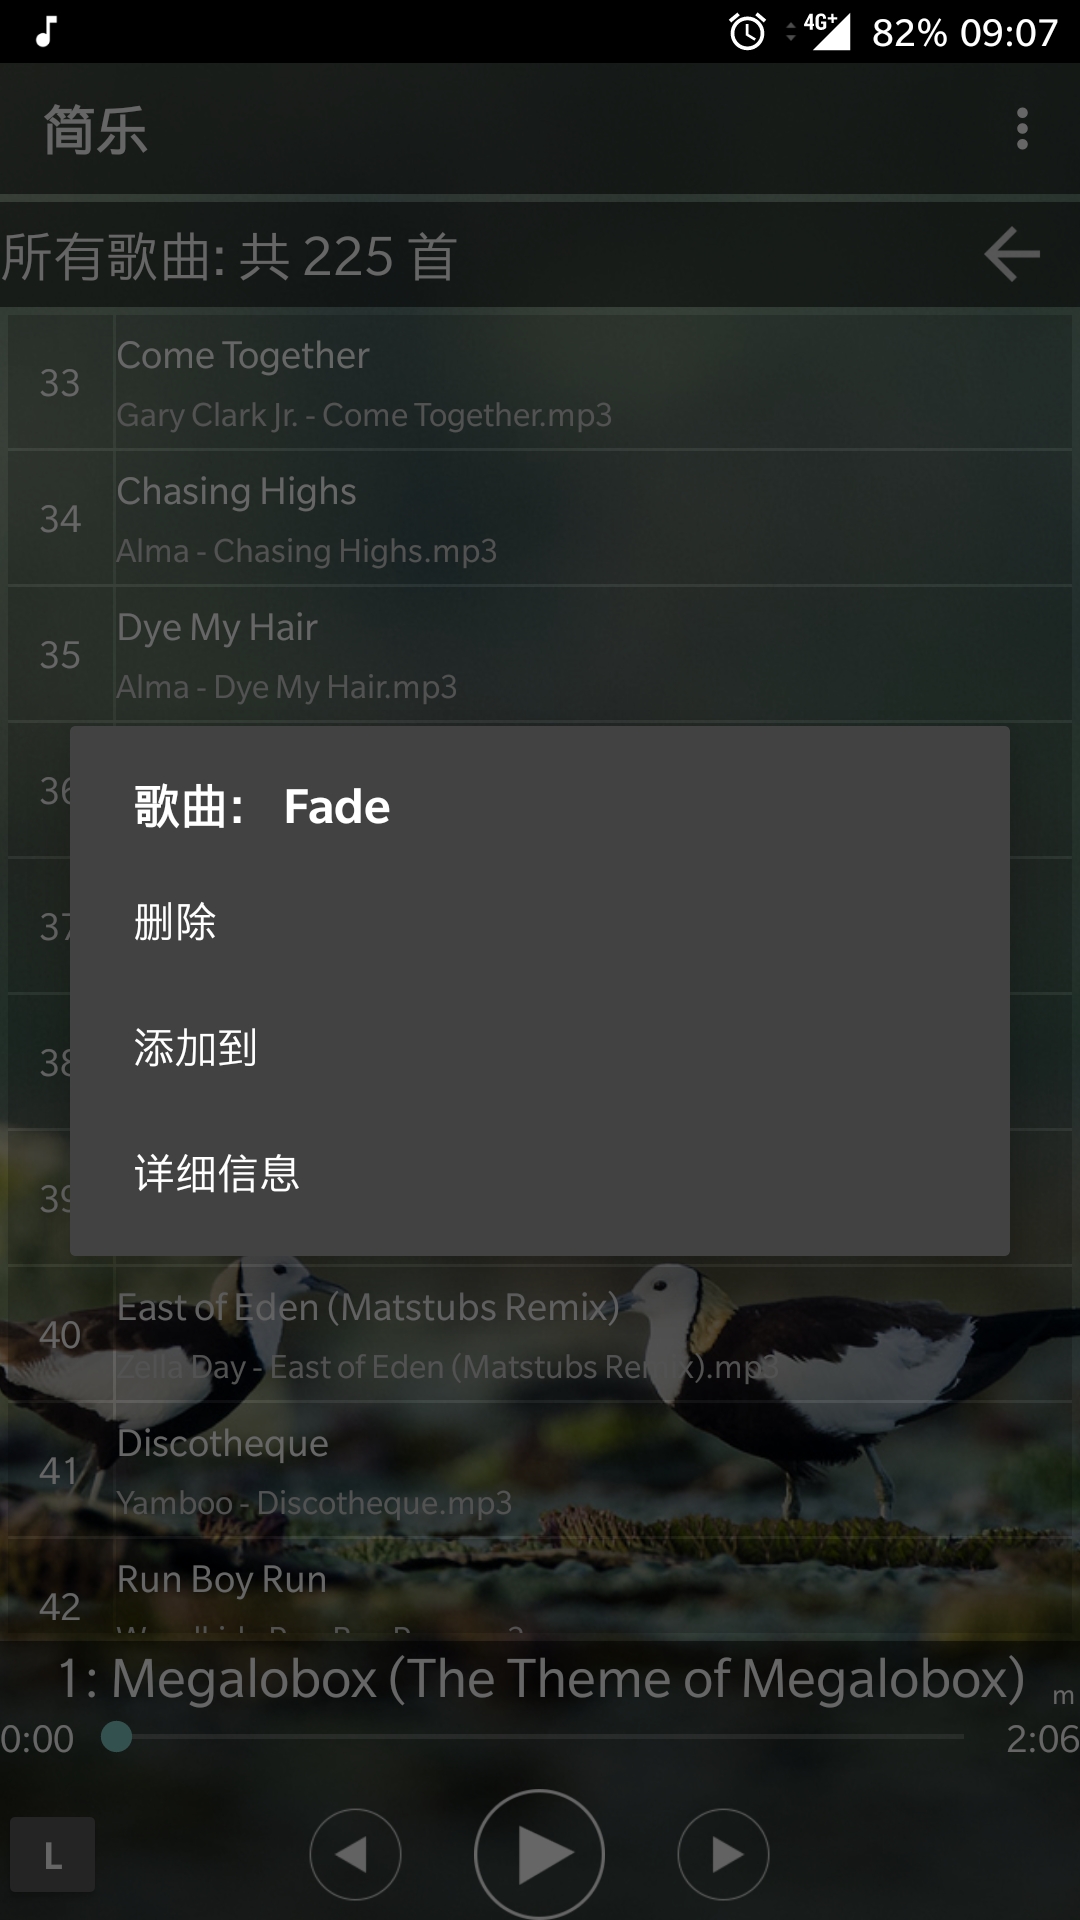 4G+ 82% 09:07
简乐
所有歌曲: 共 225 首
33
Come Together
Gary Clark Jr. - Come Together.mp3
34
Chasing Highs
Alma - Chasing Highs.mp3
35
Dye My Hair
Alma - Dye My Hair.mp3
36
37
38
39
歌曲： Fade
删除
添加到
详细信息
40
East of Eden (Matstubs Remix)
Zella Day - East of Eden (Matstubs Remix).mp3
41
Discotheque
Yamboo - Discotheque.mp3
42
Run Boy Run
1: Megalobox (The Theme of Megalobox) m
0:00 2:06
L